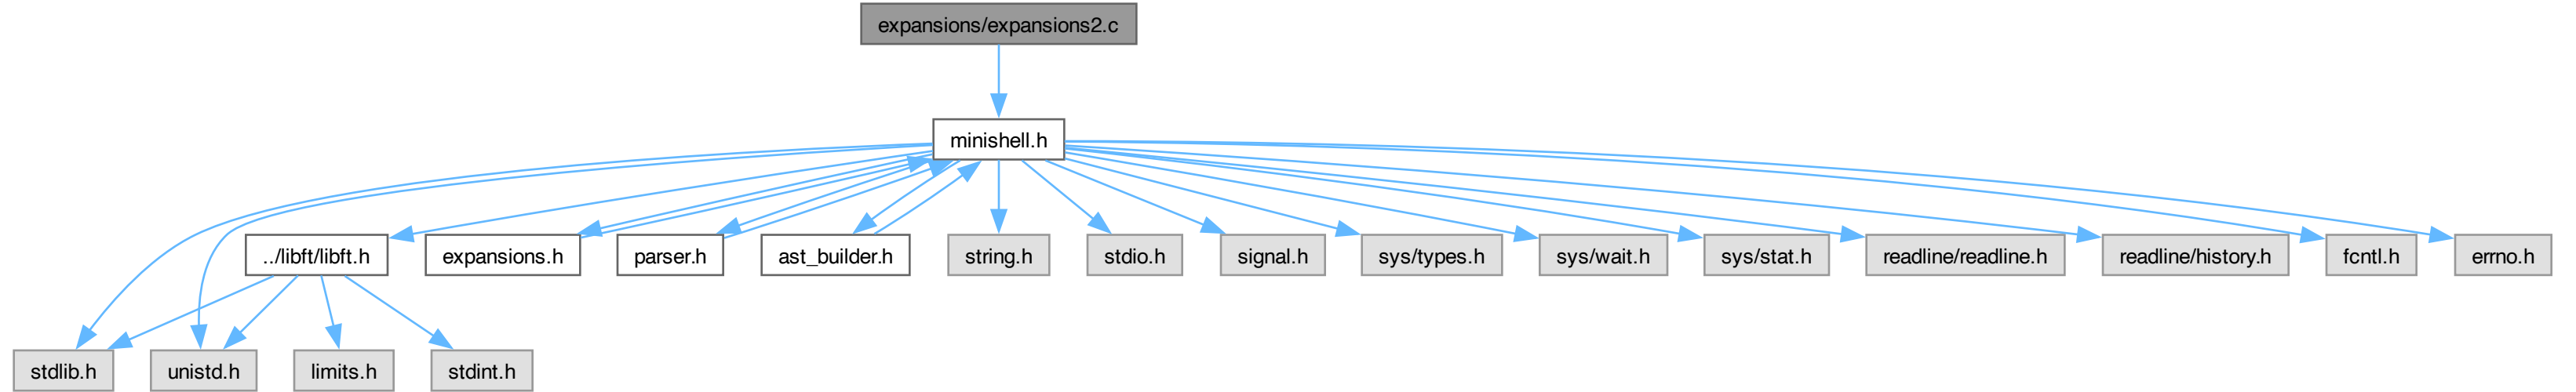 expansions/expansions2.c
minishell.h
../libft/libft.h
expansions.h
parser.h
ast_builder.h
string.h
stdio.h
signal.h
sys/types.h
sys/wait.h
sys/stat.h
readline/readline.h
readline/history.h
fcntl.h
errno.h
stdlib.h
unistd.h
limits.h
stdint.h